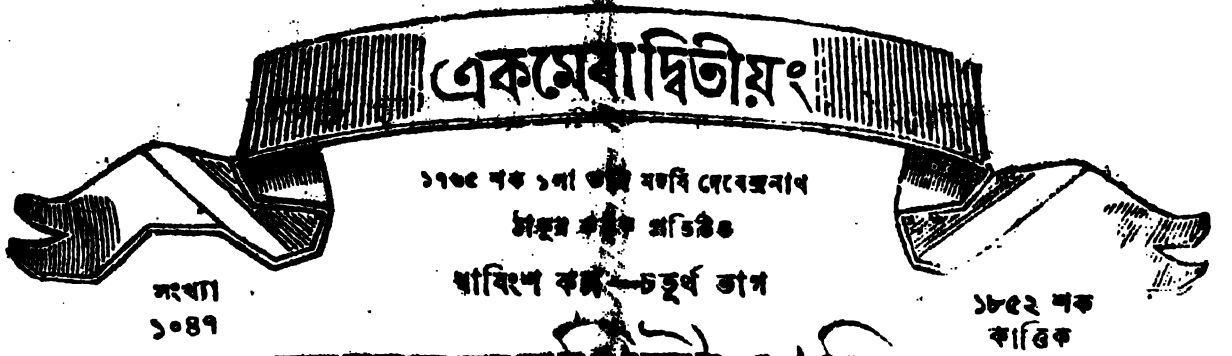 একমেবাদ্বিতীয়ং
১৭৬৫ শক ১লা ভাদ্র মহর্ষি দেবেন্দ্রনাথ
ঠাকুর কর্ত্তৃক প্রতিষ্ঠিত
দ্বাবিংশ কল্প—চতুর্থ ভাগ
সংখ্যা
১০৪৭
১৮৫২ শক
কার্ত্তিক